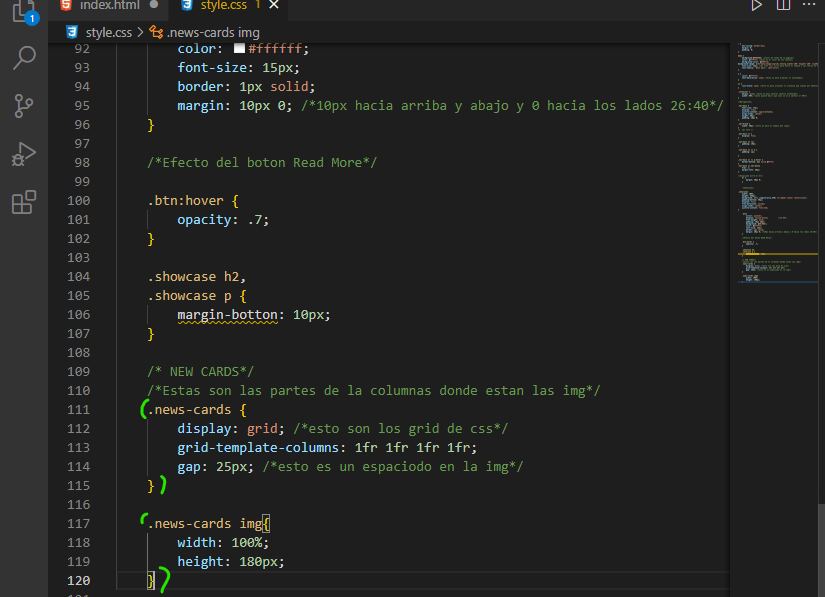 1
index.html
style.css 1
style.css > .news-cards img
92 color: #ffffff;
93 font-size: 15px;
94 border: 1px solid;
95 margin: 10px 0; /*10px hacia arriba y abajo y 0 hacia los lados 26:40*/
96 }
97
98 /*Efecto del boton Read More*/
99
100 .btn:hover {
101 opacity: .7;
102 }
103
104 .showcase h2,
105 .showcase p {
106 margin-botton: 10px;
107 }
108
109 /* NEW CARDS*/
110 /*Estas son las partes de la columnas donde estan las img*/
111 .news-cards {
112 display: grid; /*esto son los grid de css*/
113 grid-template-columns: 1fr 1fr 1fr 1fr;
114 gap: 25px; /*esto es un espaciodo en la img*/
115 }
116
117 .news-cards img{
118 width: 100%;
119 height: 180px;
120 }